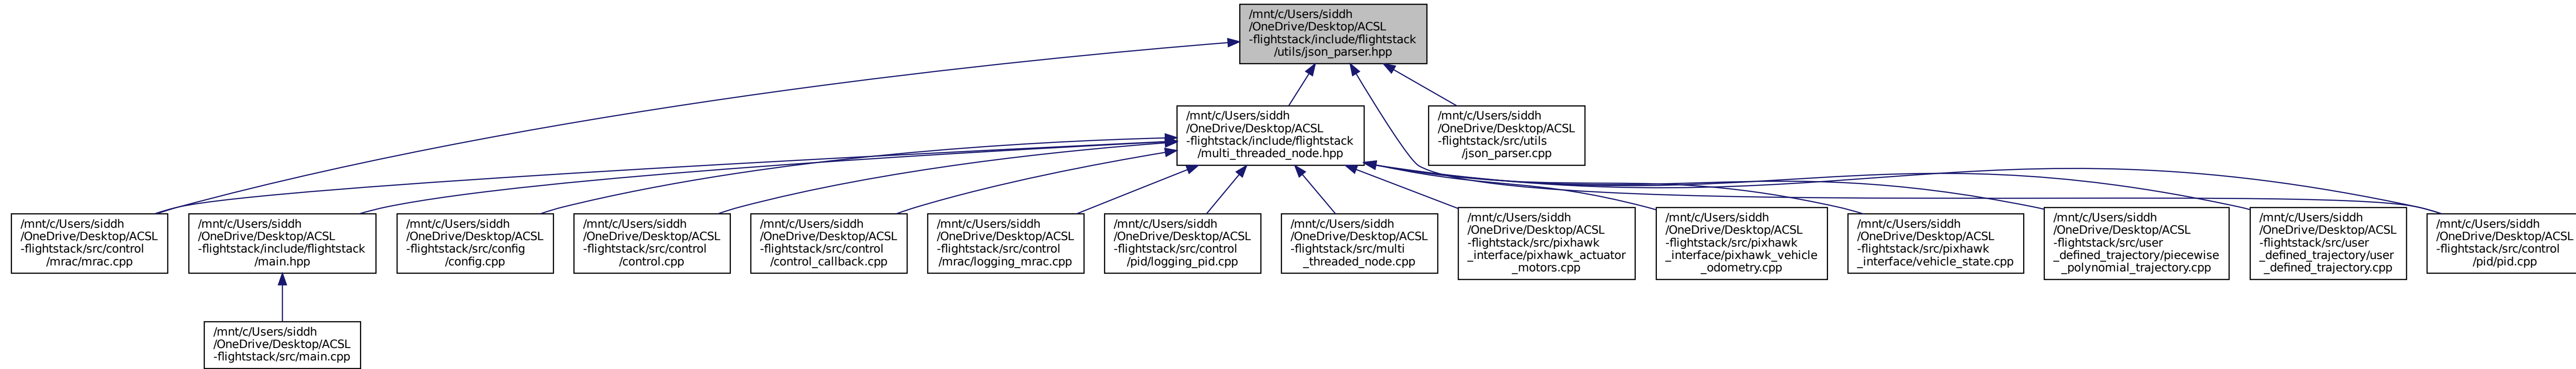 /mnt/c/Users/siddh
/OneDrive/Desktop/ACSL
-flightstack/include/flightstack
/utils/json_parser.hpp
/mnt/c/Users/siddh
/OneDrive/Desktop/ACSL
-flightstack/include/flightstack
/multi_threaded_node.hpp
/mnt/c/Users/siddh
/OneDrive/Desktop/ACSL
-flightstack/src/utils
/json_parser.cpp
/mnt/c/Users/siddh
/OneDrive/Desktop/ACSL
-flightstack/src/control
/mrac/mrac.cpp
/mnt/c/Users/siddh
/OneDrive/Desktop/ACSL
-flightstack/include/flightstack
/main.hpp
/mnt/c/Users/siddh
/OneDrive/Desktop/ACSL
-flightstack/src/config
/config.cpp
/mnt/c/Users/siddh
/OneDrive/Desktop/ACSL
-flightstack/src/control
/control.cpp
/mnt/c/Users/siddh
/OneDrive/Desktop/ACSL
-flightstack/src/control
/control_callback.cpp
/mnt/c/Users/siddh
/OneDrive/Desktop/ACSL
-flightstack/src/control
/mrac/logging_mrac.cpp
/mnt/c/Users/siddh
/OneDrive/Desktop/ACSL
-flightstack/src/control
/pid/logging_pid.cpp
/mnt/c/Users/siddh
/OneDrive/Desktop/ACSL
-flightstack/src/multi
_threaded_node.cpp
/mnt/c/Users/siddh
/OneDrive/Desktop/ACSL
-flightstack/src/pixhawk
_interface/pixhawk_actuator
_motors.cpp
/mnt/c/Users/siddh
/OneDrive/Desktop/ACSL
-flightstack/src/pixhawk
_interface/pixhawk_vehicle
_odometry.cpp
/mnt/c/Users/siddh
/OneDrive/Desktop/ACSL
-flightstack/src/pixhawk
_interface/vehicle_state.cpp
/mnt/c/Users/siddh
/OneDrive/Desktop/ACSL
-flightstack/src/user
_defined_trajectory/piecewise
_polynomial_trajectory.cpp
/mnt/c/Users/siddh
/OneDrive/Desktop/ACSL
-flightstack/src/user
_defined_trajectory/user
_defined_trajectory.cpp
/mnt/c/Users/siddh
/OneDrive/Desktop/ACSL
-flightstack/src/control
/pid/pid.cpp
/mnt/c/Users/siddh
/OneDrive/Desktop/ACSL
-flightstack/src/main.cpp